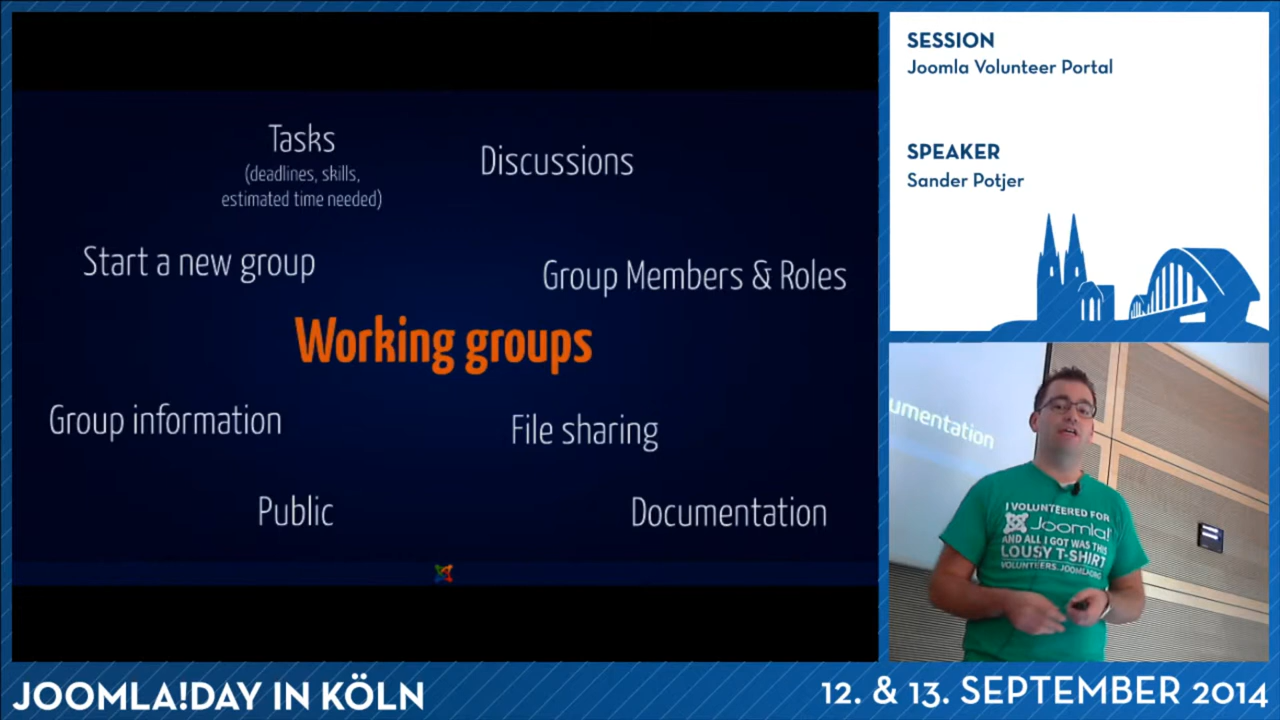 Tasks
(deadlines, skills,
estimated time needed)
Discussions
Start a new group
Group Members & Roles
Working groups
Group information
File sharing
Public
Documentation
SESSION
Joomla Volunteer Portal
SPEAKER
Sander Potjer
umentation
I VOLUNTEERED FOR
Joomla!
AND ALL I GOT WAS THIS
LOUSY T-SHIRT
VOLUNTEERS.JOOMLA.ORG
JOOMLA!DAY IN KÖLN
12. & 13. SEPTEMBER 2014